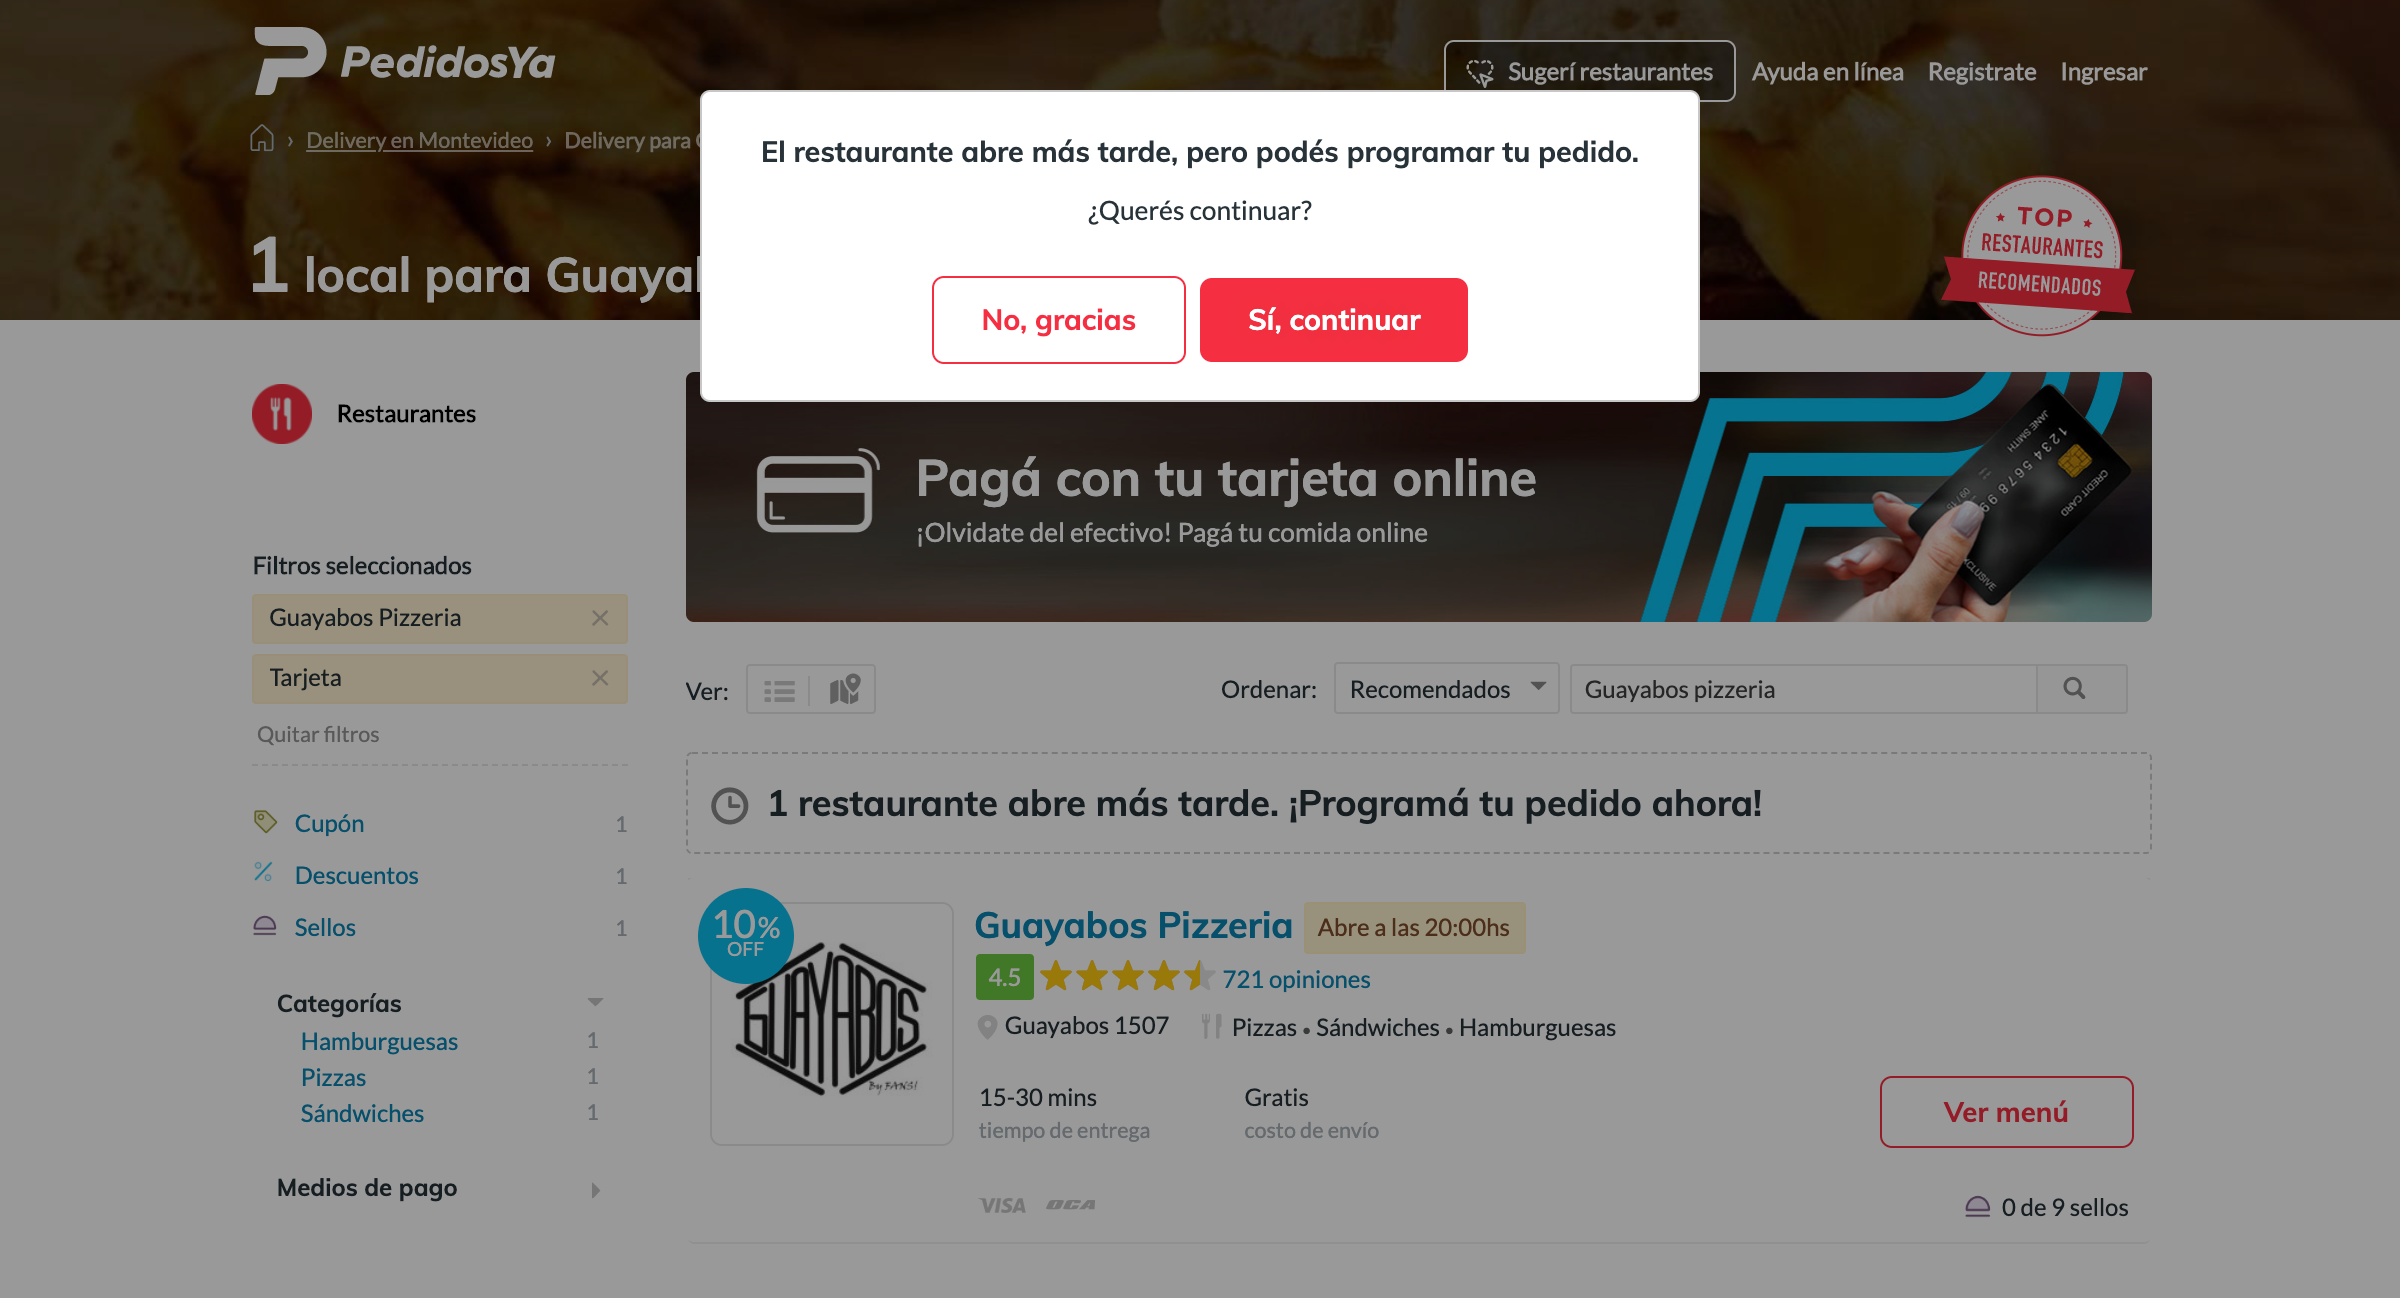 PedidosYa
Sugerí restaurantes
Ayuda en línea
Registrate
Ingresar
› Delivery en Montevideo › Delivery para
El restaurante abre más tarde, pero podés programar tu pedido.
¿Querés continuar?
No, gracias
Sí, continuar
1 local para
TOP
RESTAURANTES
RECOMENDADOS
Restaurantes
Pagá con tu tarjeta online
¡Olvidate del efectivo! Pagá tu comida online
JANE SMITH
CREDIT CARD
Filtros seleccionados
Guayabos Pizzeria
Tarjeta
Quitar filtros
Ver:
Ordenar:
Recomendados
Guayabos pizzeria
1 restaurante abre más tarde. ¡Programá tu pedido ahora!
Cupón 1
Descuentos 1
Sellos 1
Categorías
Hamburguesas 1
Pizzas 1
Sándwiches 1
Medios de pago
10%
OFF
GUAYABOS
Guayabos Pizzeria
Abre a las 20:00hs
4.5
721 opiniones
Guayabos 1507
Pizzas • Sándwiches • Hamburguesas
15-30 mins
tiempo de entrega
Gratis
costo de envío
Ver menú
VISA
OCA
0 de 9 sellos